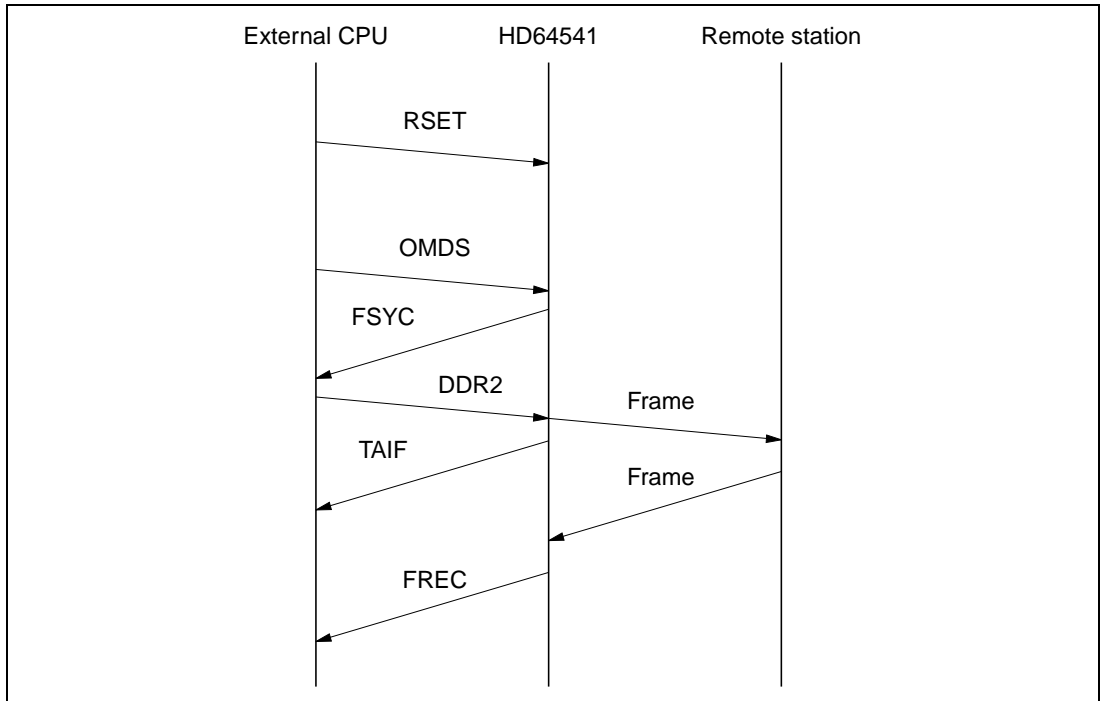 External CPU HD64541 Remote station
RSET
OMDS
FSYC
DDR2
Frame
TAIF
Frame
FREC